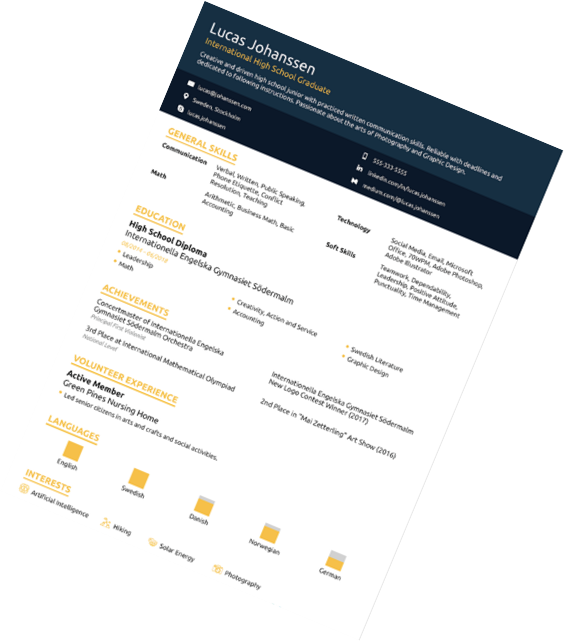 Lucas Johanssen
International High School Graduate
Creative and driven high school junior with practiced written communication skills. Reliable with deadlines and
dedicated to following instructions. Passionate about the arts of Photography and Graphic Design.
lucas@johanssen.com
Sweden, Stockholm
lucas.johanssen
555-333-5555
linkedin.com/in/lucas.johanssen
medium.com/@lucas.johanssen
GENERAL SKILLS
Communication
Verbal, Written, Public Speaking,
Phone Etiquette, Conflict
Resolution, Teaching
Math
Arithmetic, Business Math, Basic
Accounting
Technology
Social Media, Email, Microsoft
Office, 70WPM, Adobe Photoshop,
Adobe Illustrator
Soft Skills
Teamwork, Dependability,
Leadership, Positive Attitude,
Punctuality, Time Management
EDUCATION
High School Diploma
Internationella Engelska Gymnasiet Södermalm
Leadership
Math
Creativity, Action and Service
Accounting
Swedish Literature
Graphic Design
ACHIEVEMENTS
Concertmaster of Internationella Engelska
Gymnasiet Södermalm Orchestra
Principal First Violinist
3rd Place at International Mathematical Olympiad
National Level
Internationella Engelska Gymnasiet Södermalm
New Logo Contest Winner (2017)
2nd Place in "Mai Zetterling" Art Show (2016)
VOLUNTEER EXPERIENCE
Active Member
Green Pines Nursing Home
Led senior citizens in arts and crafts and social activities.
LANGUAGES
English
Swedish
Danish
Norwegian
German
INTERESTS
Artificial Intelligence
Hiking
Solar Energy
Photography